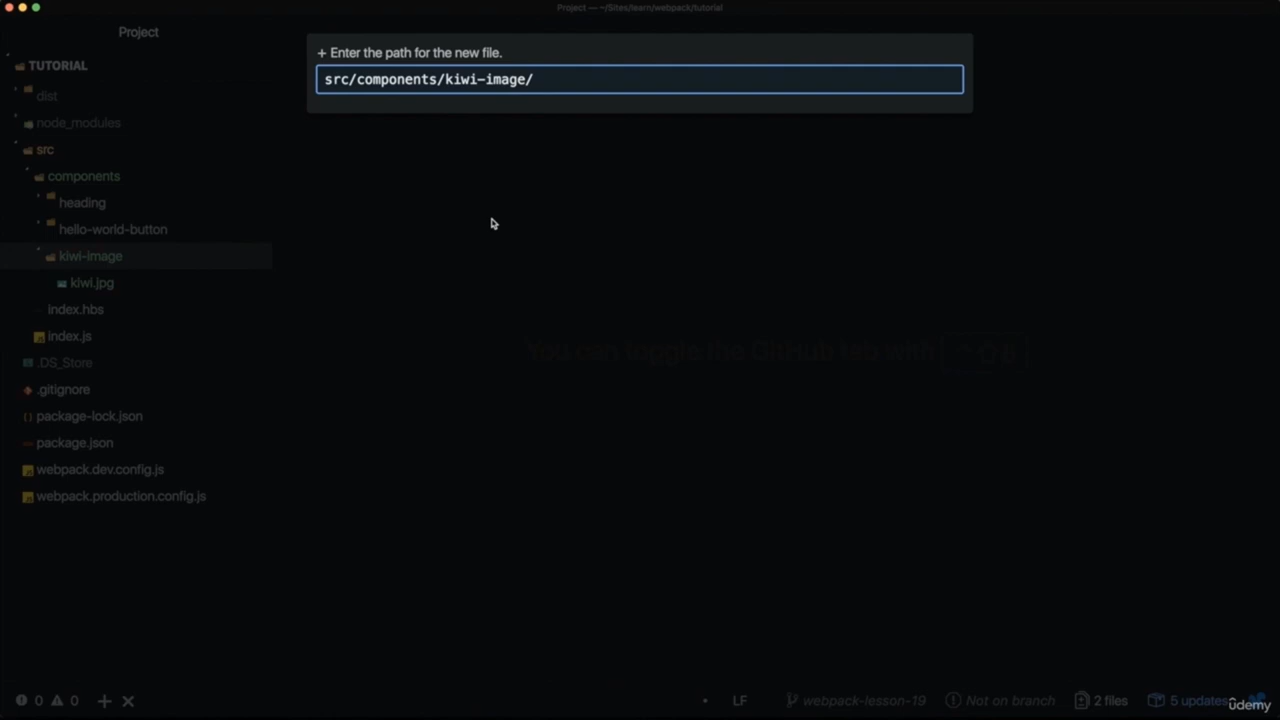 Project — ~/Sites/learn/webpack/tutorial
Project
+ Enter the path for the new file.
src/components/kiwi-image/
TUTORIAL
dist
node_modules
src
components
heading
hello-world-button
kiwi-image
kiwi.jpg
index.hbs
index.js
.DS_Store
.gitignore
package-lock.json
package.json
webpack.dev.config.js
webpack.production.config.js
You can toggle the GitHub tab with
0 0
LF
webpack-lesson-19
Not on branch
2 files
5 updates
ûdemy